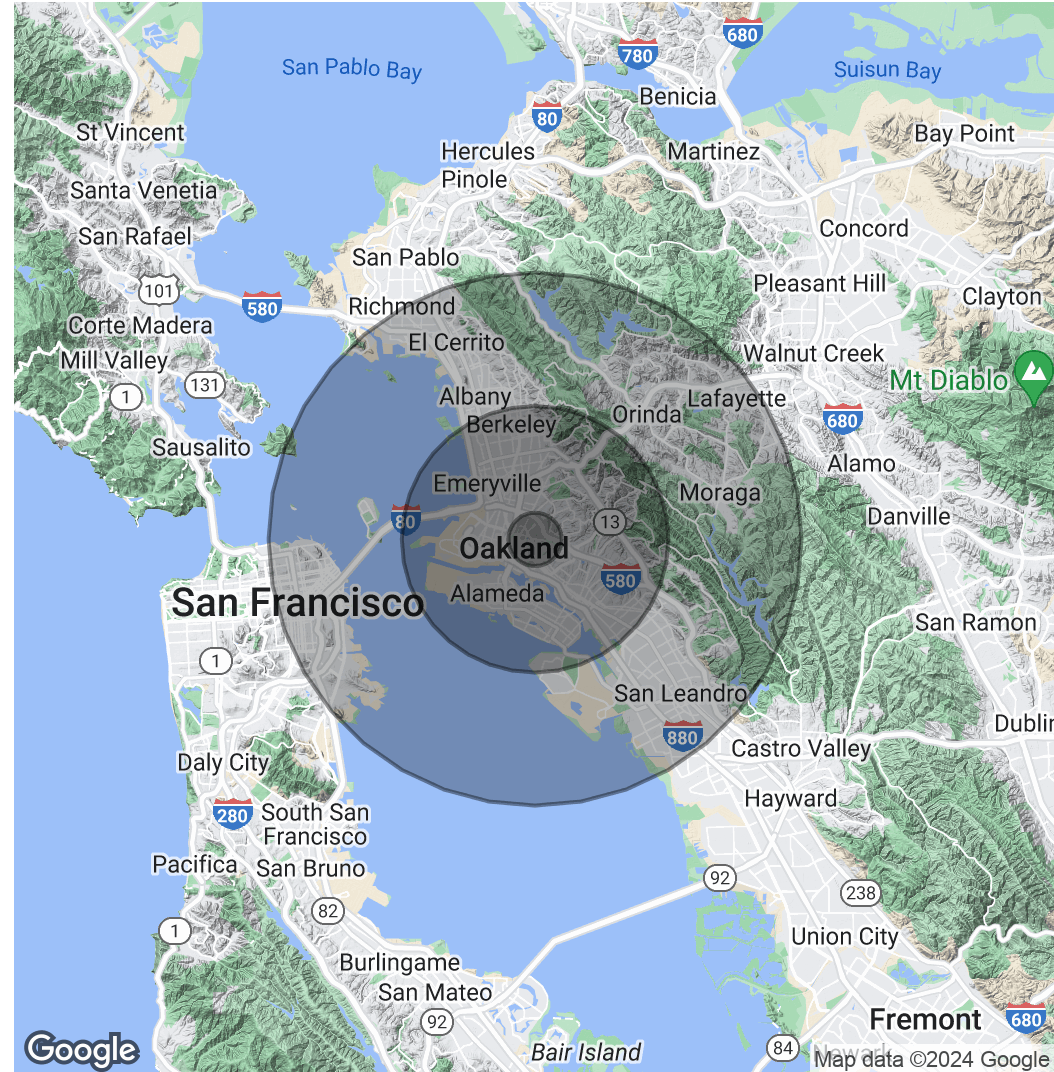 680
780
San Pablo Bay
Suisun Bay
Benicia
80
St Vincent
Bay Point
Hercules
Martinez
Pinole
Santa Venetia
Concord
San Rafael
San Pablo
Pleasant Hill
101
Clayton
580
Richmond
Corte Madera
El Cerrito
Walnut Creek
Mill Valley
Mt Diablo
131
1
Albany
Lafayette
Orinda
Berkeley
680
Sausalito
Alamo
Emeryville
Moraga
80
13
Danville
Oakland
580
Alameda
San Francisco
San Ramon
1
San Leandro
Dublin
880
Castro Valley
Daly City
Hayward
280
South San
Francisco
Pacifica
San Bruno
92
238
82
1
Union City
Burlingame
San Mateo
92
Fremont
680
84
Bair Island
Google
Newark
Map data ©2024 Google